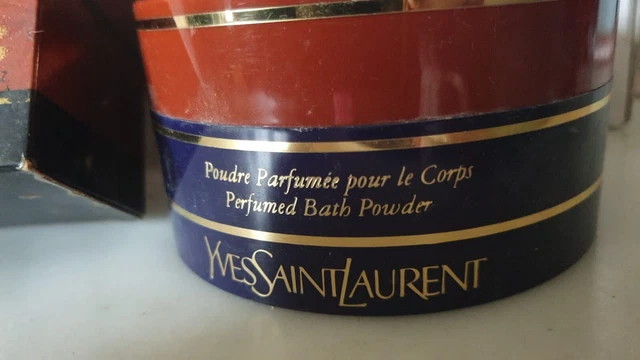 Poudre Parfumée pour le Corps
Perfumed Bath Powder
YVESSAINTLAURENT